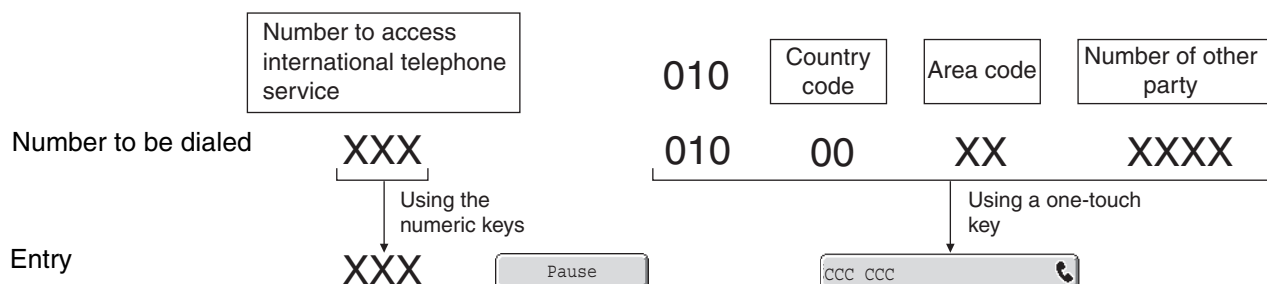 Number to access
international telephone
service
010
Country
code
Area code
Number of other
party
Number to be dialed
XXX
010
00
XX
XXXX
Using the
numeric keys
Using a one-touch
key
Entry
XXX
Pause
ccc ccc